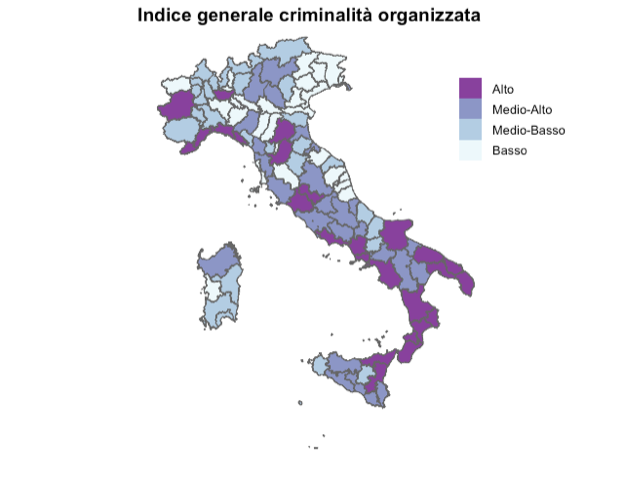 Indice generale criminalità organizzata
Alto
Medio-Alto
Medio-Basso
Basso